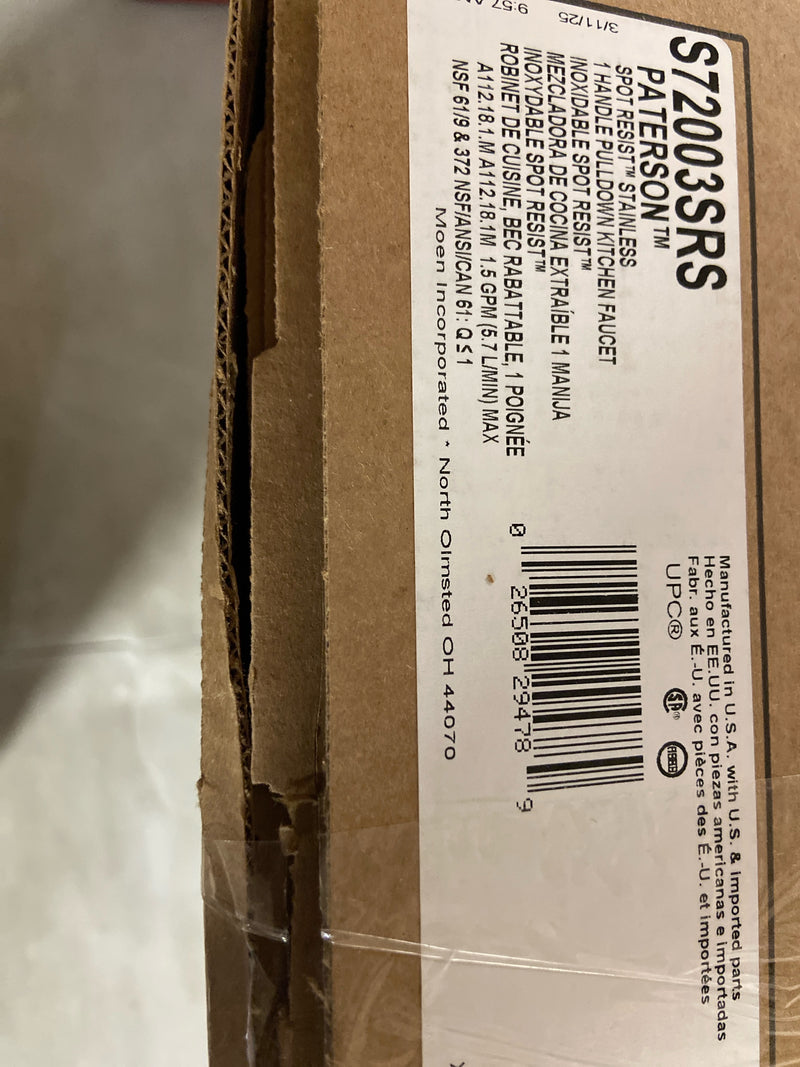 S72003SRS
PATERSON™
SPOT RESIST™ STAINLESS
1 HANDLE PULLDOWN KITCHEN FAUCET
INOXIDABLE SPOT RESIST™
MEZCLADORA DE COCINA EXTRAÍBLE 1 MANIJA
INOXYDABLE SPOT RESIST™
ROBINET DE CUISINE, BEC RABATTABLE, 1 POIGNÉE
A112.18.1.M A112.18.1M 1.5 GPM (5.7 L/MIN) MAX
NSF 61/9 & 372 NSF/ANSI/CAN 61: Q ≤ 1
Moen Incorporated * North Olmsted OH 44070
3/11/25
9:57
Manufactured in U.S.A. with U.S. & Imported parts
Hecho en EE.UU. con piezas americanas e importadas
Fabr. aux É.-U. avec pièces des É.-U. et importées
UPC®
0 26508 29478 9